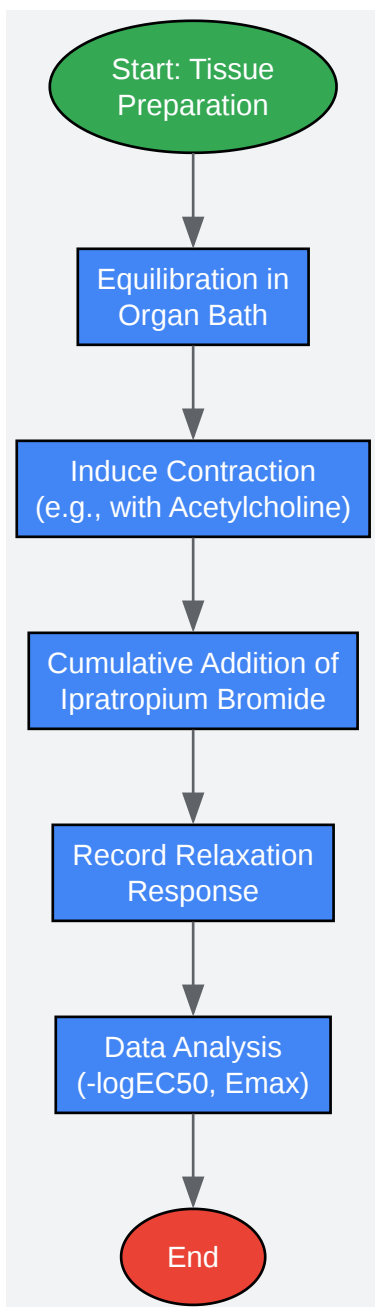 Start: Tissue
Preparation
Equilibration in
Organ Bath
Induce Contraction
(e.g., with Acetylcholine)
Cumulative Addition of
Ipratropium Bromide
Record Relaxation
Response
Data Analysis
(-logEC50, Emax)
End